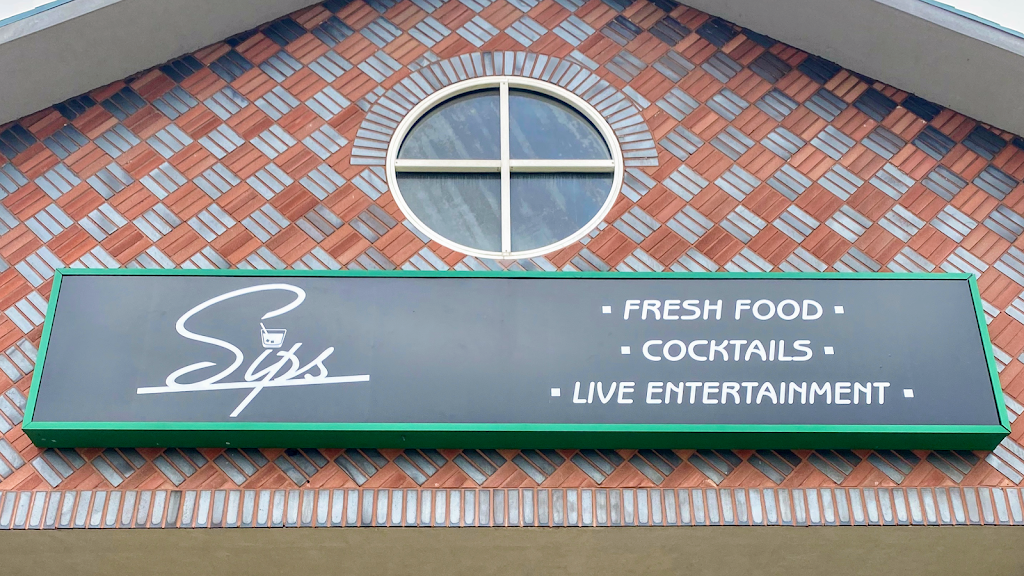 Sips
▪ FRESH FOOD ▪
▪ COCKTAILS ▪
▪ LIVE ENTERTAINMENT ▪